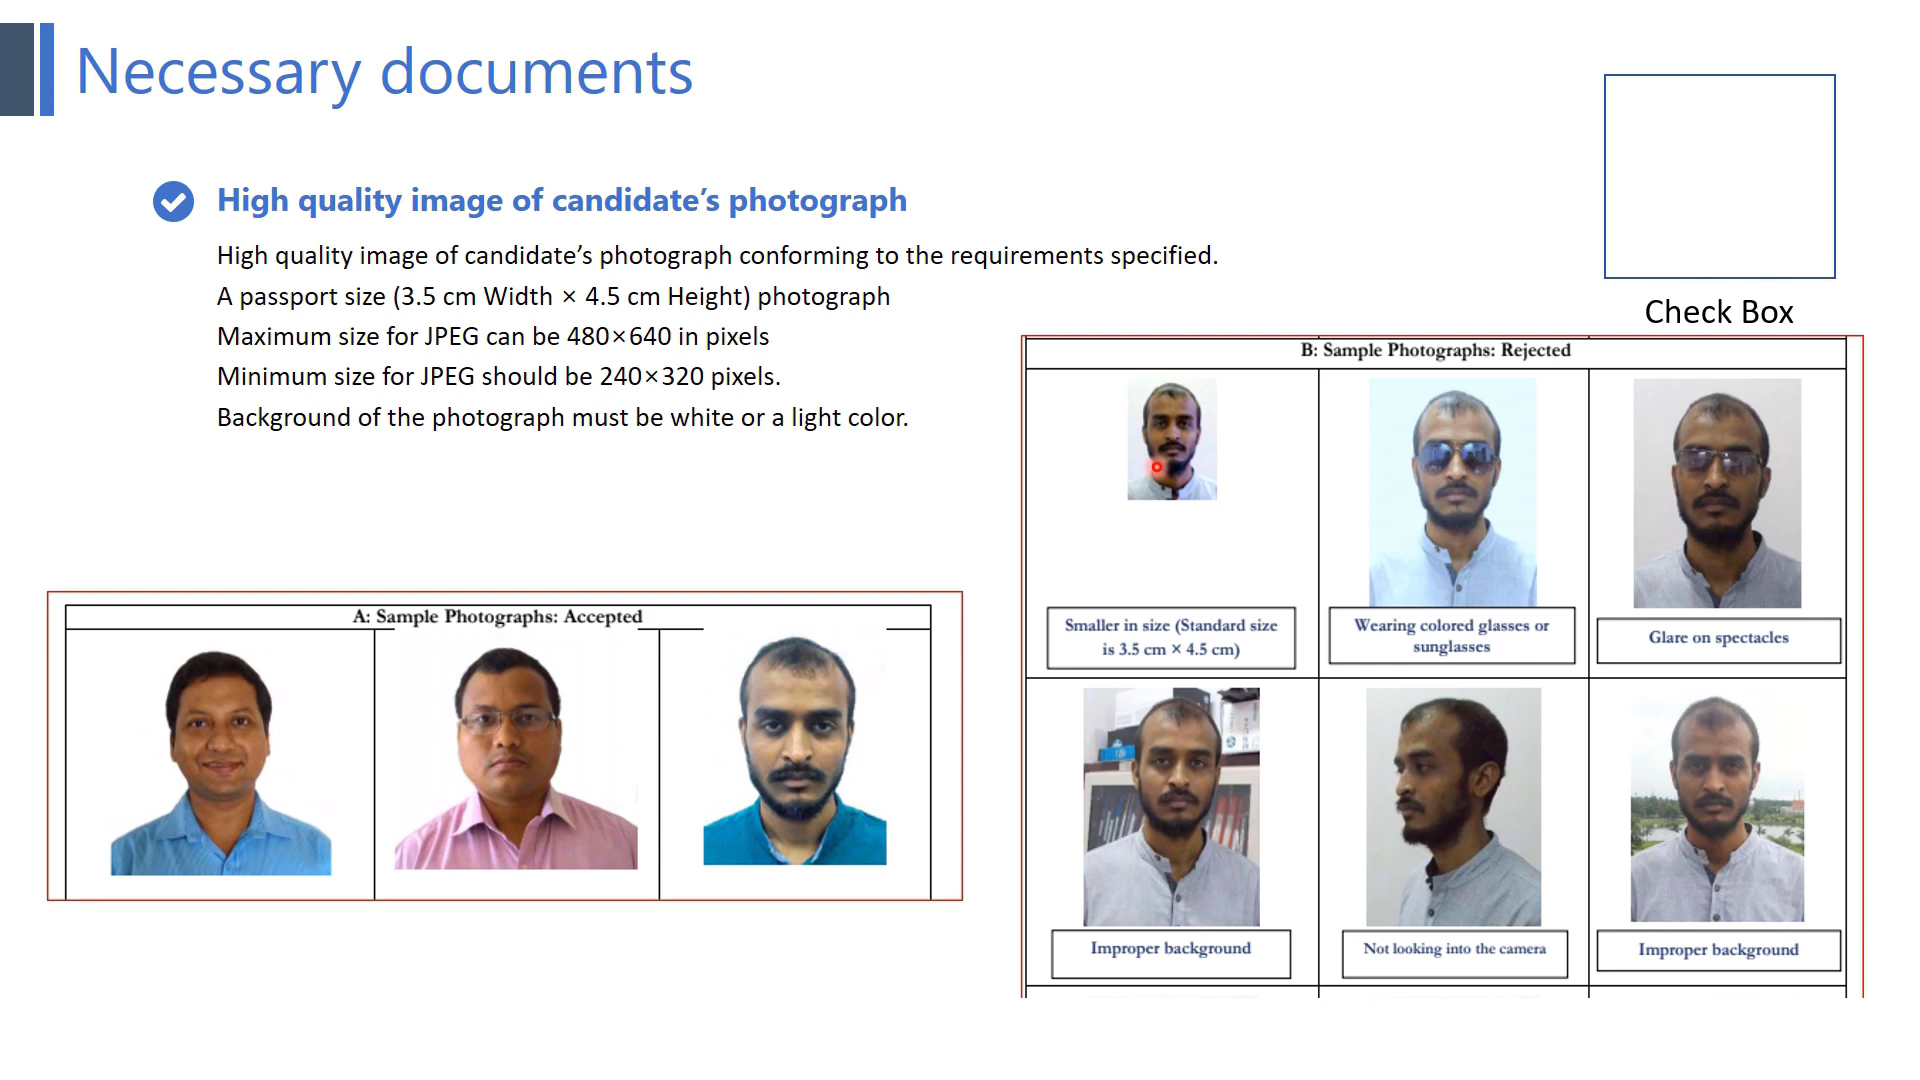 Necessary documents
High quality image of candidate’s photograph
High quality image of candidate’s photograph conforming to the requirements specified.
A passport size (3.5 cm Width × 4.5 cm Height) photograph
Maximum size for JPEG can be 480×640 in pixels
Minimum size for JPEG should be 240×320 pixels.
Background of the photograph must be white or a light color.
Check Box
A: Sample Photographs: Accepted
B: Sample Photographs: Rejected
Smaller in size (Standard size
is 3.5 cm × 4.5 cm)
Wearing colored glasses or
sunglasses
Glare on spectacles
Improper background
Not looking into the camera
Improper background